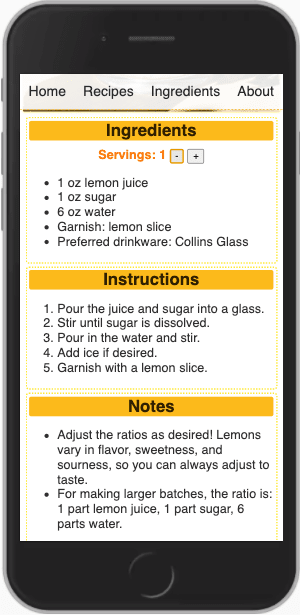 Home Recipes Ingredients About
Ingredients
Servings: 1 - +
• 1 oz lemon juice
• 1 oz sugar
• 6 oz water
• Garnish: lemon slice
• Preferred drinkware: Collins Glass
Instructions
1. Pour the juice and sugar into a glass.
2. Stir until sugar is dissolved.
3. Pour in the water and stir.
4. Add ice if desired.
5. Garnish with a lemon slice.
Notes
• Adjust the ratios as desired! Lemons
vary in flavor, sweetness, and
sourness, so you can always adjust to
taste.
• For making larger batches, the ratio is:
1 part lemon juice, 1 part sugar, 6
parts water.